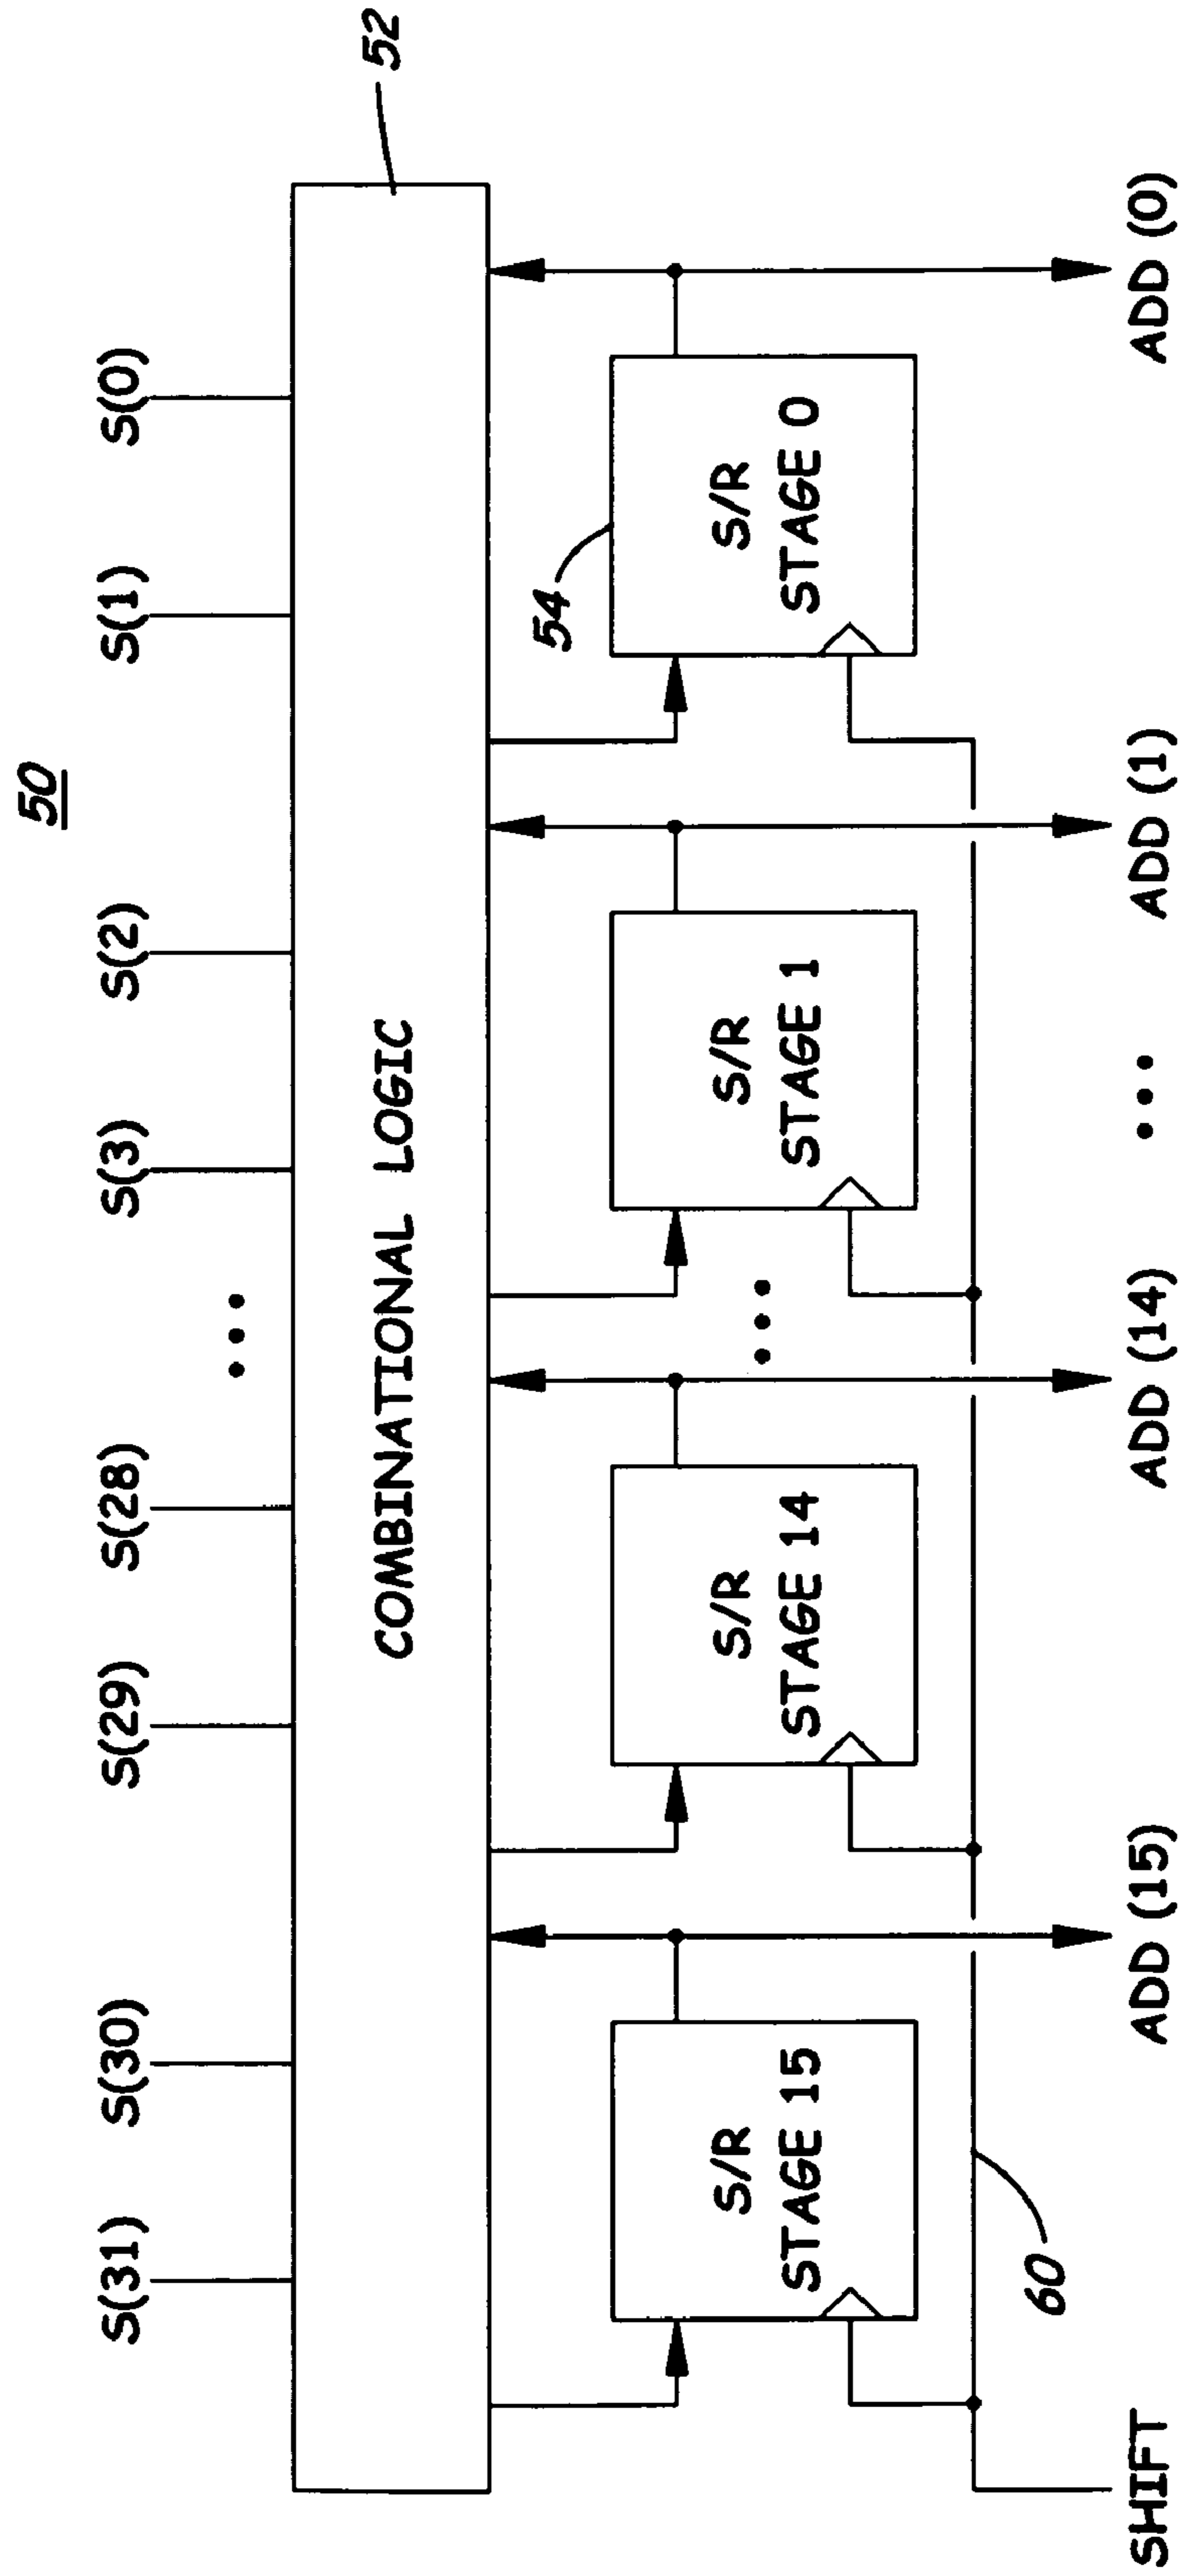 50
S(31) S(30) S(29) S(28) ••• S(3) S(2) S(1) S(0)
52
COMBINATIONAL LOGIC
54
S/R
STAGE 15
S/R
STAGE 14
•••
S/R
STAGE 1
S/R
STAGE 0
60
SHIFT ADD (15) ADD (14) ••• ADD (1) ADD (0)